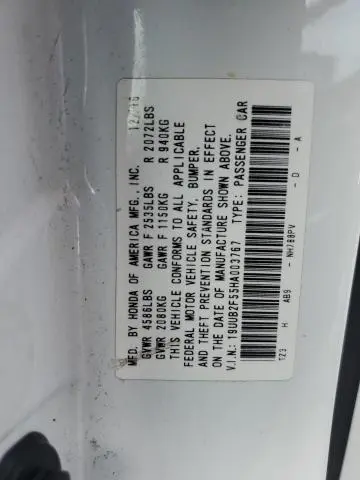 MFD. BY HONDA OF AMERICA MFG., INC. 12/16
GVWR 4586LBS GAWR F 2535LBS R 2072LBS
GVWR 2080KG GAWR F 1150KG R 940KG
THIS VEHICLE CONFORMS TO ALL APPLICABLE
FEDERAL MOTOR VEHICLE SAFETY, BUMPER,
AND THEFT PREVENTION STANDARDS IN EFFECT
ON THE DATE OF MANUFACTURE SHOWN ABOVE.
V.I.N.: 19UUB2F55HA003767 TYPE: PASSENGER CAR
123 H AB9 - NH788PV - D - A